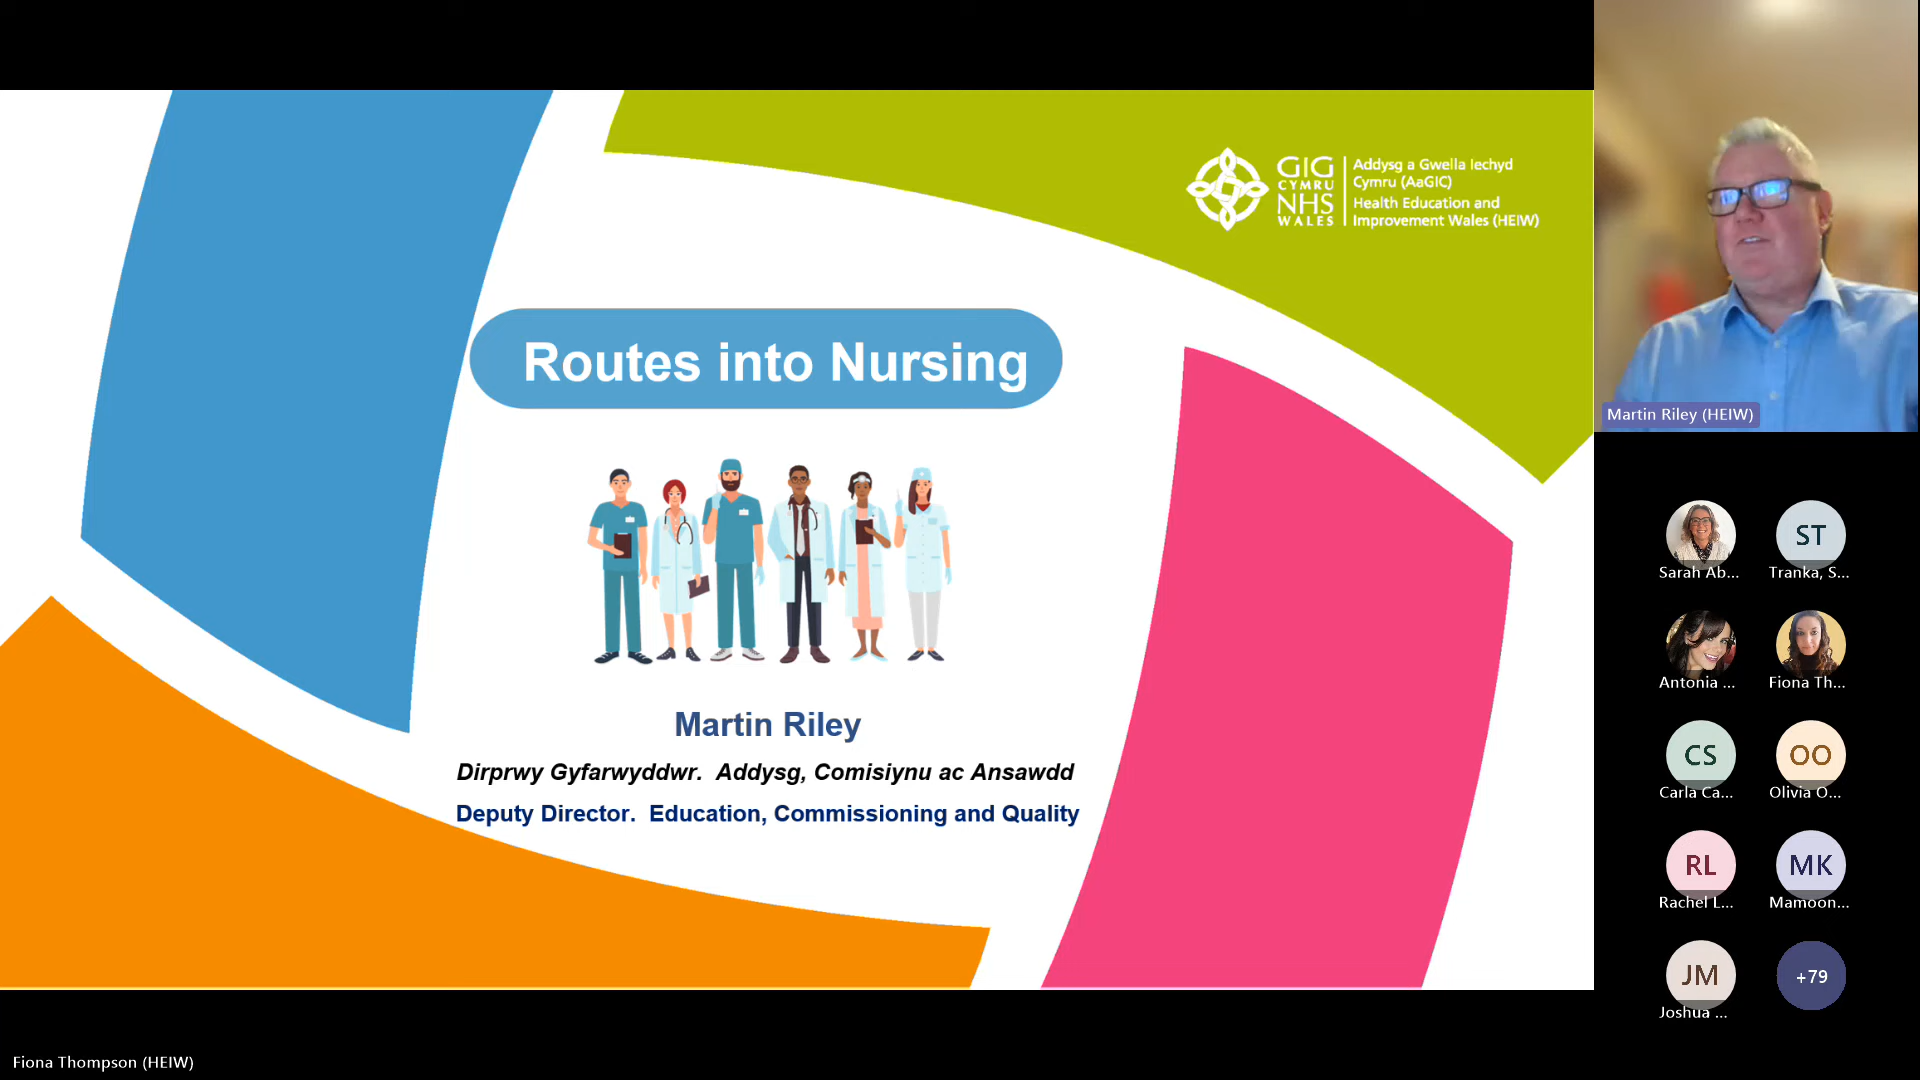 GIG
CYMRU
NHS
WALES
Addysg a Gwella Iechyd
Cymru (AaGIC)
Health Education and
Improvement Wales (HEIW)
Routes into Nursing
Martin Riley
Dirprwy Gyfarwyddwr. Addysg, Comisiynu ac Ansawdd
Deputy Director. Education, Commissioning and Quality
Martin Riley (HEIW)
ST
Sarah Ab...
Tranka, S...
Antonia ...
Fiona Th...
CS
OO
Carla Ca...
Olivia O...
RL
MK
Rachel L...
Mamoon...
JM
+79
Joshua ...
Fiona Thompson (HEIW)